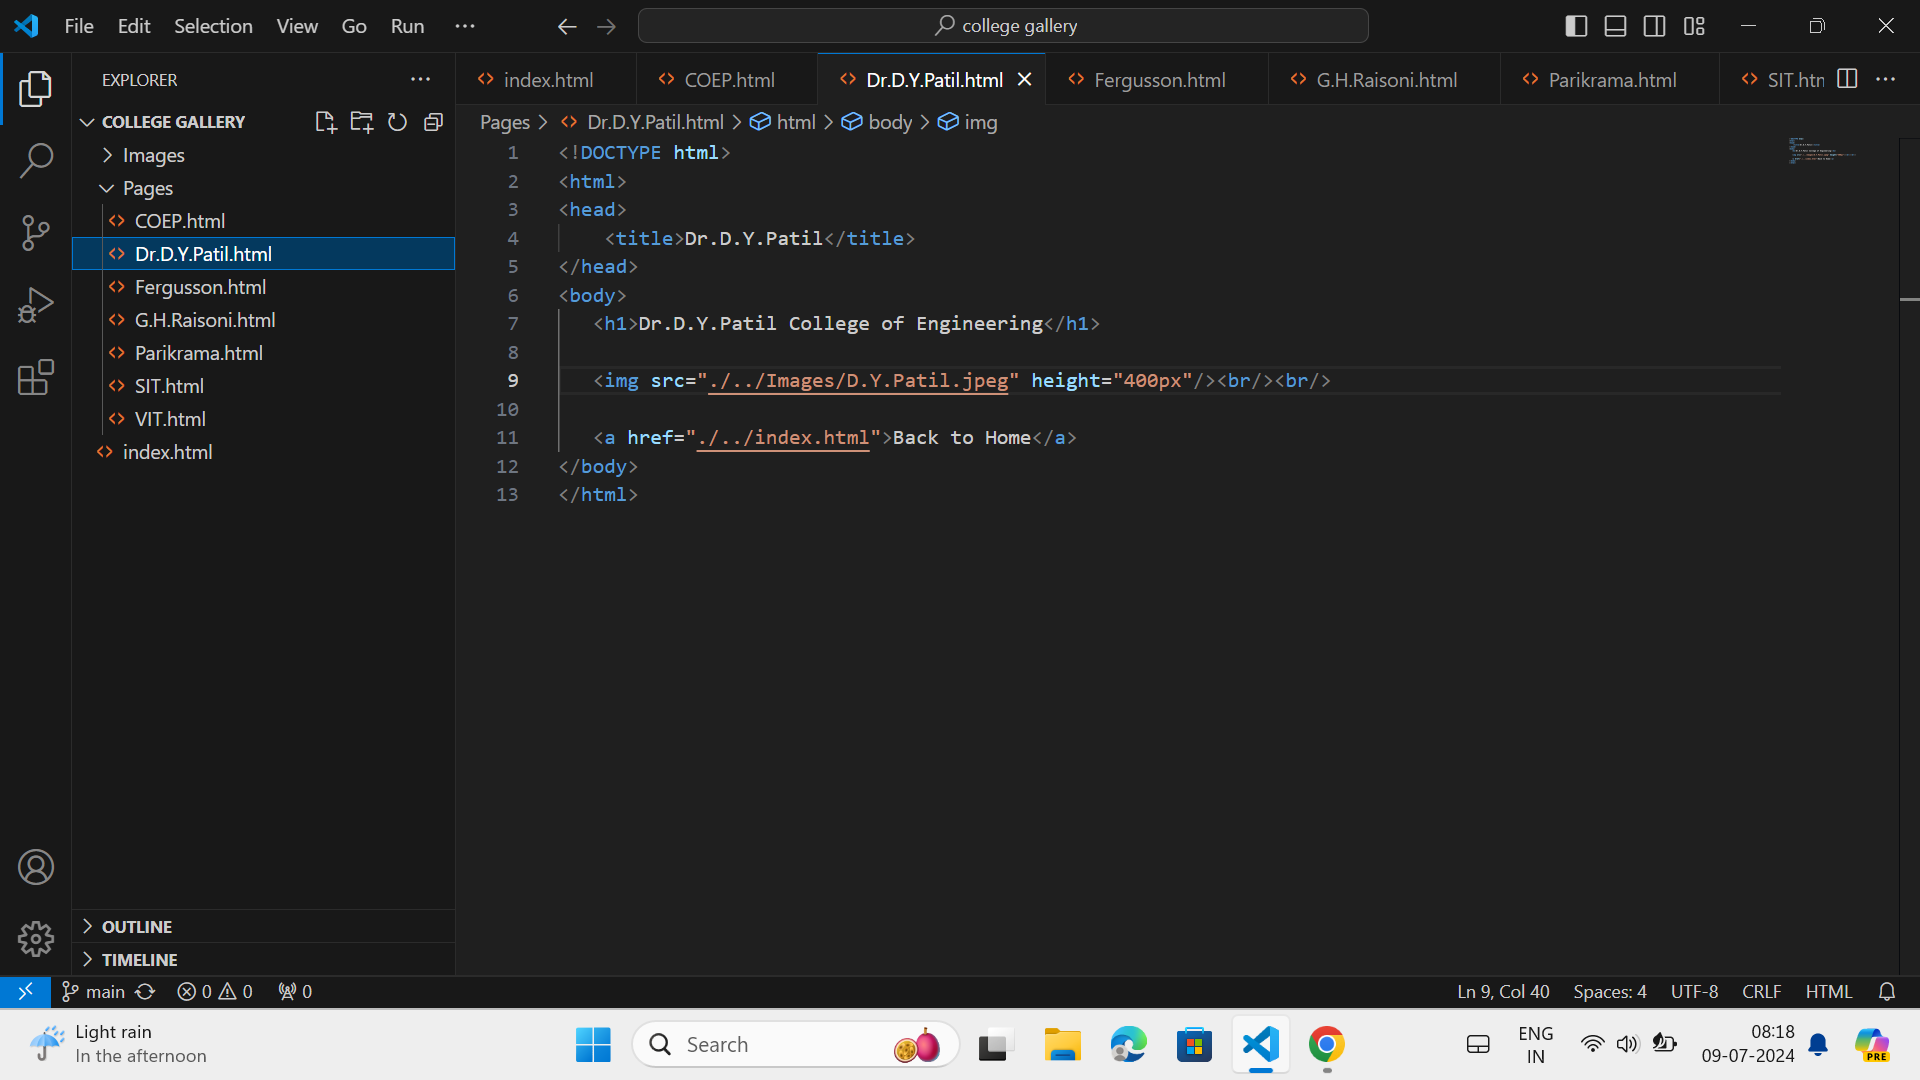 File Edit Selection View Go Run
college gallery
EXPLORER
COLLEGE GALLERY
Images
Pages
COEP.html
Dr.D.Y.Patil.html
Fergusson.html
G.H.Raisoni.html
Parikrama.html
SIT.html
VIT.html
index.html
OUTLINE
TIMELINE
index.html COEP.html Dr.D.Y.Patil.html Fergusson.html G.H.Raisoni.html Parikrama.html SIT.htm
Pages > Dr.D.Y.Patil.html > html > body > img
1 <!DOCTYPE html>
2 <html>
3 <head>
4 <title>Dr.D.Y.Patil</title>
5 </head>
6 <body>
7 <h1>Dr.D.Y.Patil College of Engineering</h1>
8
9 <img src="./../Images/D.Y.Patil.jpeg" height="400px"/><br/><br/>
10
11 <a href="./../index.html">Back to Home</a>
12 </body>
13 </html>
main 0 0 0
Ln 9, Col 40 Spaces: 4 UTF-8 CRLF HTML
Light rain
In the afternoon
Search
ENG
IN
08:18
09-07-2024
PRE